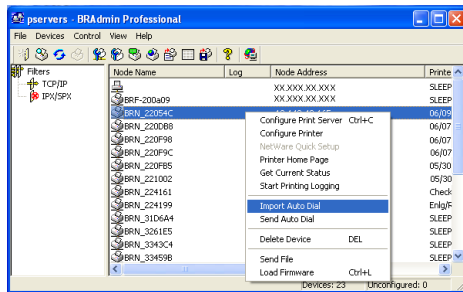 pservers - BRAdmin Professional
File Devices Control View Help
Filters
TCP/IP
IPX/SPX
Node Name Log Node Address Printe
XX.XXX.XX.XXX SLEEP
BRF-200a09 XX.XXX.XX.XXX SLEEP
BRN_22054C 06/09
BRN_220DB8 06/07
BRN_220F98 06/07
BRN_220F9C 06/07
BRN_220FB5 05/30
BRN_221002 05/30
BRN_224161 Check
BRN_224199 Enlg/F
BRN_31D6A4 SLEEP
BRN_3261E5 SLEEP
BRN_3343C4 SLEEP
BRN_33459B SLEEP
Configure Print Server Ctrl+C
Configure Printer
NetWare Quick Setup
Printer Home Page
Get Current Status
Start Printing Logging
Import Auto Dial
Send Auto Dial
Delete Device DEL
Send File
Load Firmware Ctrl+L
Devices: 23 Unconfigured: 0